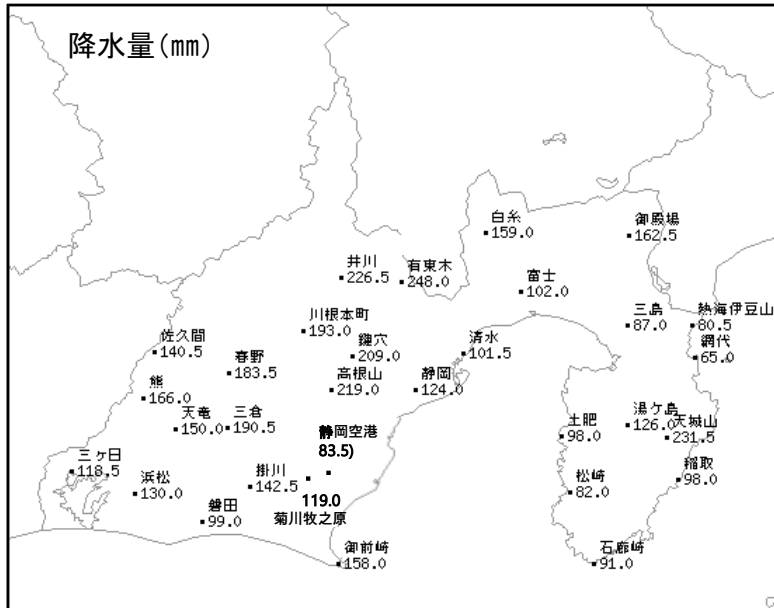 降水量(mm)
白糸
159.0
御殿場
162.5
井川
226.5
有東木
248.0
富士
102.0
川根本町
193.0
三島
87.0
熱海伊豆山
80.5
佐久間
140.5
鍵穴
209.0
清水
101.5
網代
65.0
春野
183.5
高根山
219.0
静岡
124.0
熊
166.0
天竜
150.0
三倉
190.5
静岡空港
83.5)
土肥
98.0
湯ケ島
126.0
天城山
231.5
三ヶ日
118.5
浜松
130.0
掛川
142.5
119.0
菊川牧之原
松崎
82.0
稲取
98.0
磐田
99.0
御前崎
158.0
石廊崎
91.0